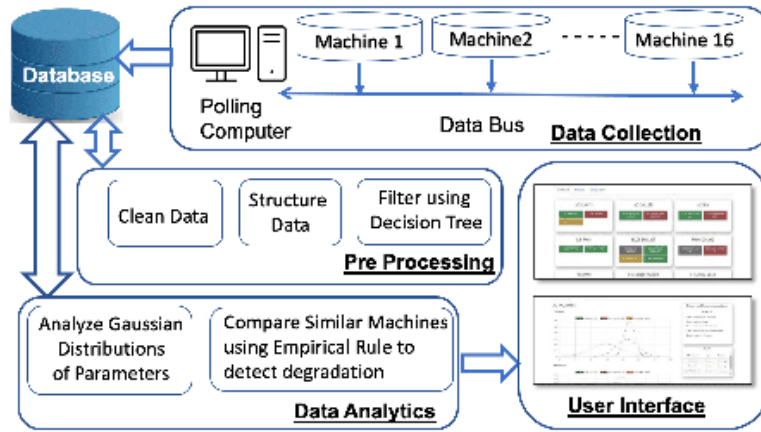 Machine 1
Machine2
Machine 16
Database
Polling
Computer
Data Bus
Data Collection
Clean Data
Structure
Data
Filter using
Decision Tree
Pre Processing
Analyze Gaussian
Distributions
of Parameters
Compare Similar Machines
using Empirical Rule to
detect degradation
Data Analytics
User Interface